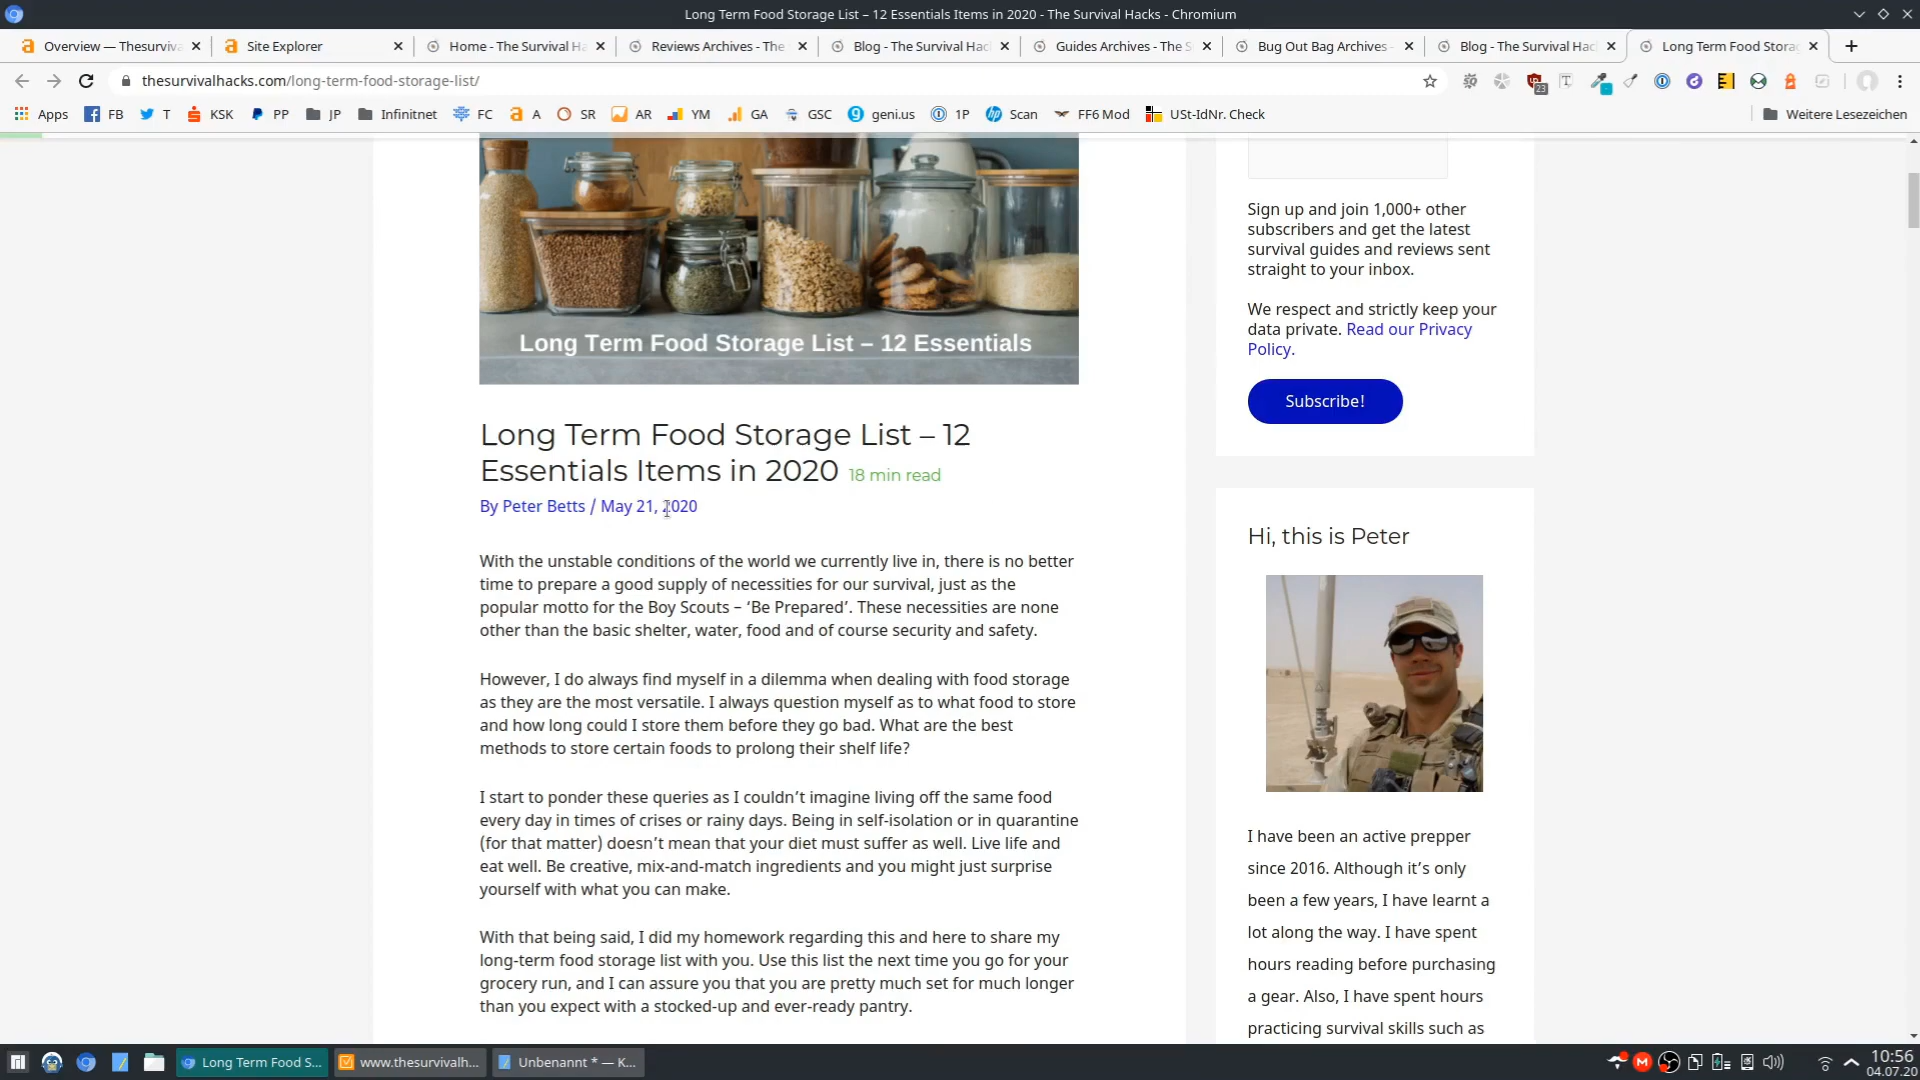 Long Term Food Storage List – 12 Essentials Items in 2020 - The Survival Hacks - Chromium
Overview — Thesurviva
Site Explorer
Home - The Survival Ha
Reviews Archives - The
Blog - The Survival Hac
Guides Archives - The S
Bug Out Bag Archives -
Blog - The Survival Hac
Long Term Food Storag
thesurvivalhacks.com/long-term-food-storage-list/
23
Apps
FB
T
KSK
PP
JP
Infinitnet
FC
A
SR
AR
YM
GA
GSC
geni.us
1P
Scan
FF6 Mod
USt-IdNr. Check
Weitere Lesezeichen
Long Term Food Storage List – 12 Essentials
Long Term Food Storage List – 12
Essentials Items in 2020 18 min read
By Peter Betts / May 21, 2020
With the unstable conditions of the world we currently live in, there is no better
time to prepare a good supply of necessities for our survival, just as the
popular motto for the Boy Scouts – ‘Be Prepared’. These necessities are none
other than the basic shelter, water, food and of course security and safety.
However, I do always find myself in a dilemma when dealing with food storage
as they are the most versatile. I always question myself as to what food to store
and how long could I store them before they go bad. What are the best
methods to store certain foods to prolong their shelf life?
I start to ponder these queries as I couldn’t imagine living off the same food
every day in times of crises or rainy days. Being in self-isolation or in quarantine
(for that matter) doesn’t mean that your diet must suffer as well. Live life and
eat well. Be creative, mix-and-match ingredients and you might just surprise
yourself with what you can make.
With that being said, I did my homework regarding this and here to share my
long-term food storage list with you. Use this list the next time you go for your
grocery run, and I can assure you that you are pretty much set for much longer
than you expect with a stocked-up and ever-ready pantry.
Sign up and join 1,000+ other
subscribers and get the latest
survival guides and reviews sent
straight to your inbox.
We respect and strictly keep your
data private. Read our Privacy
Policy.
Subscribe!
Hi, this is Peter
I have been an active prepper
since 2016. Although it’s only
been a few years, I have learnt a
lot along the way. I have spent
hours reading before purchasing
a gear. Also, I have spent hours
practicing survival skills such as
Long Term Food S...
www.thesurvivalh...
Unbenannt * — K...
10:56
04.07.20